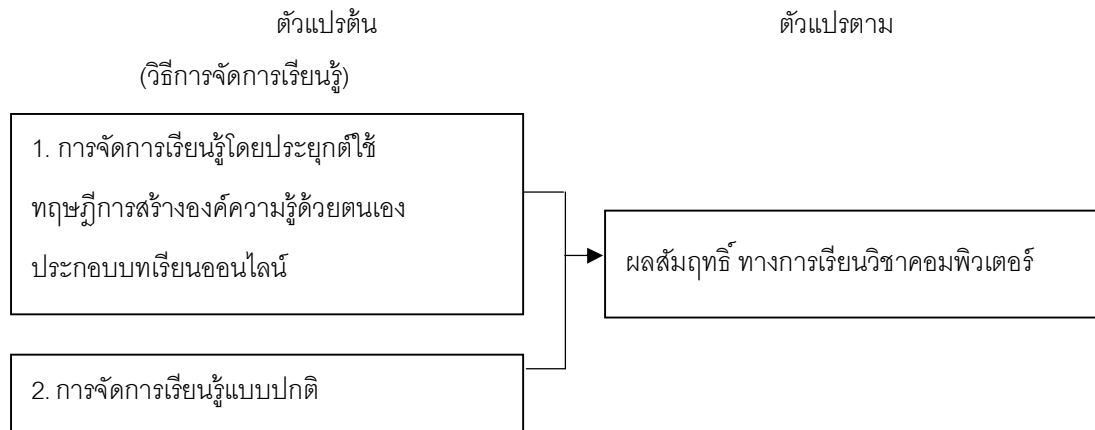 ตัวแปรต้น
ตัวแปรตาม
(วิธีการจัดการเรียนรู้)
1. การจัดการเรียนรู้โดยประยุกต์ใช้
ทฤษฎีการสร้างองค์ความรู้ด้วยตนเอง
ประกอบบทเรียนออนไลน์
ผลสัมฤทธิ์ ทางการเรียนวิชาคอมพิวเตอร์
2. การจัดการเรียนรู้แบบปกติ